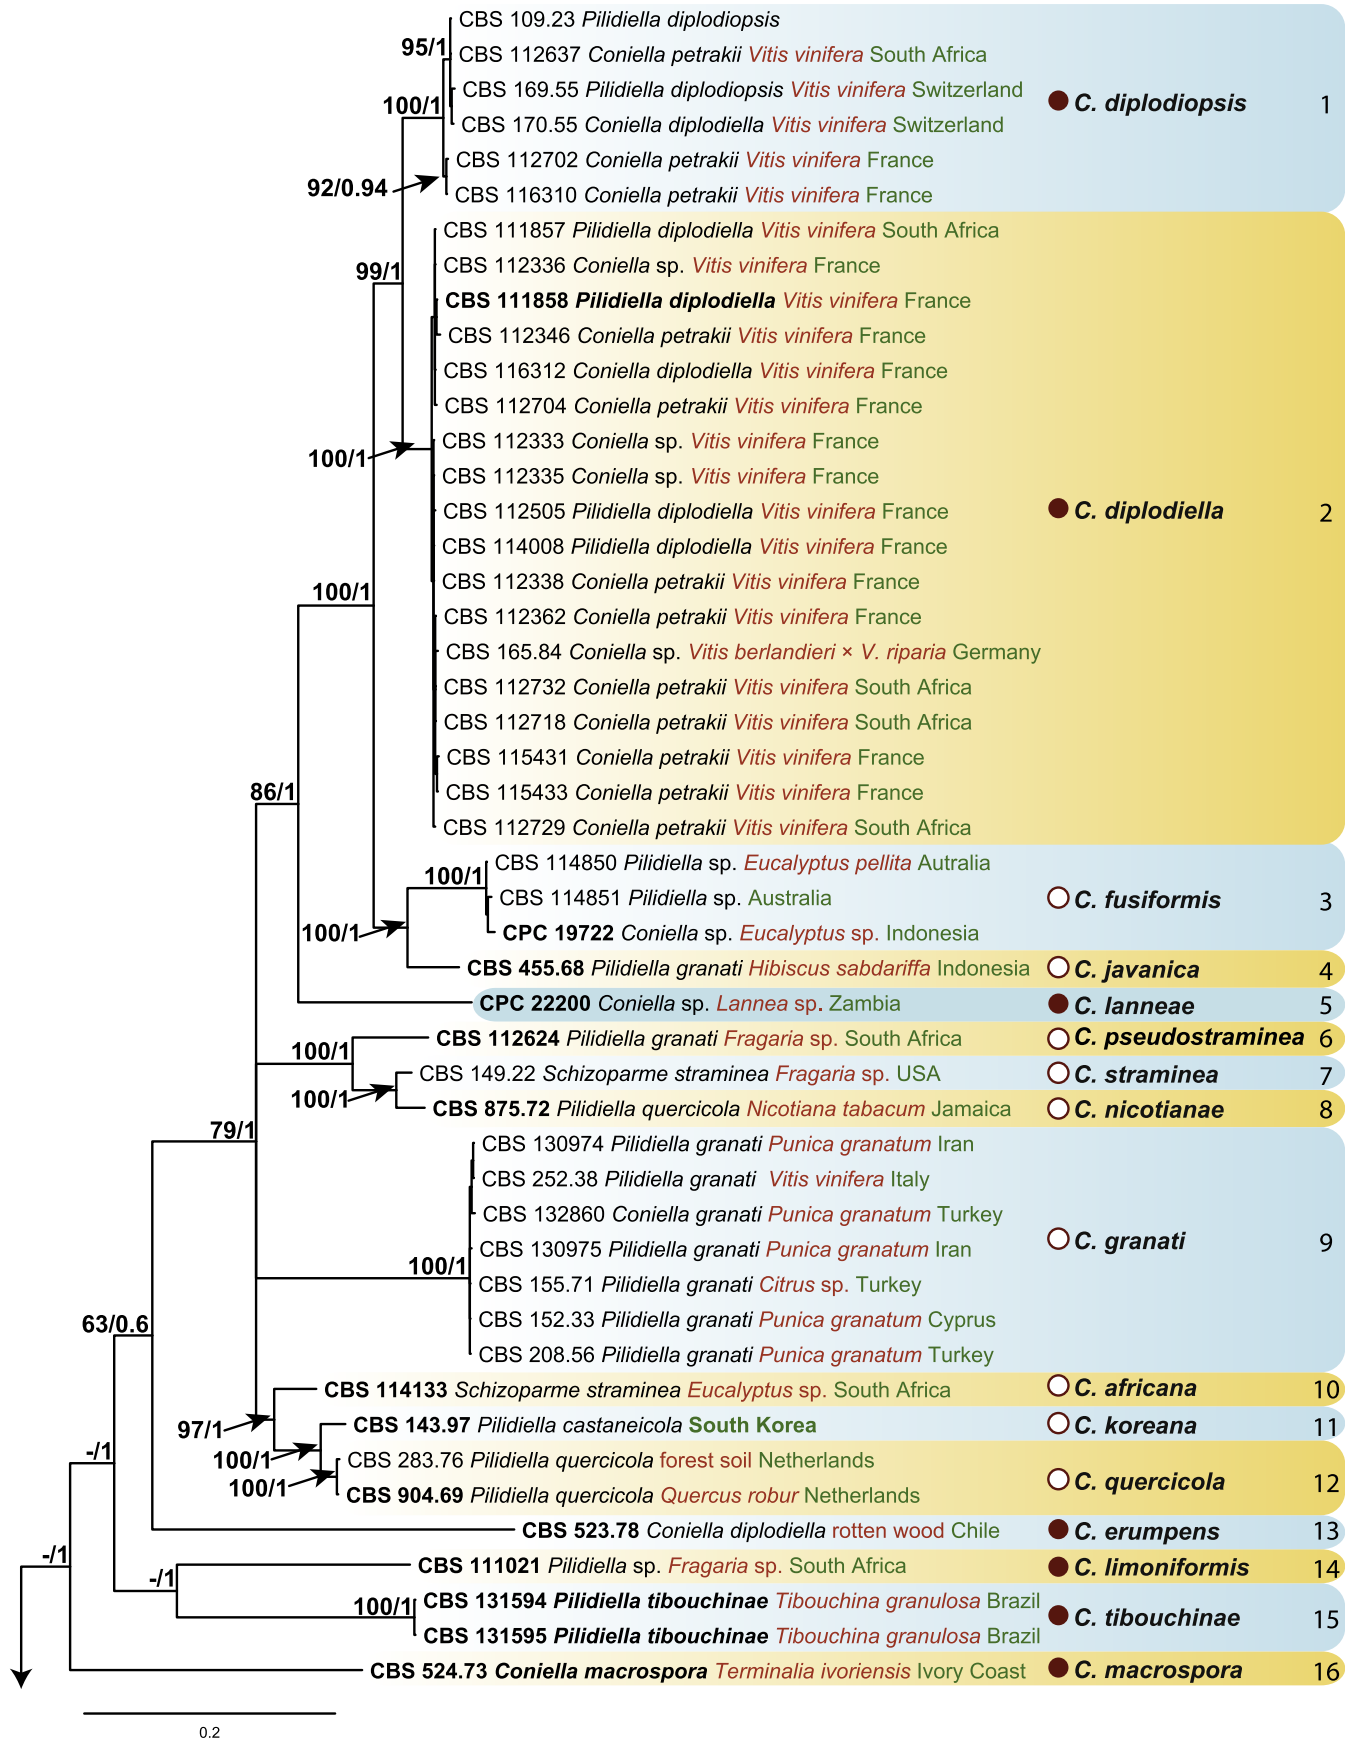 CBS 109.23 Pilidiella diplodiopsis
95/1
CBS 112637 Coniella petrakii Vitis vinifera South Africa
CBS 169.55 Pilidiella diplodiopsis Vitis vinifera Switzerland
C. diplodiopsis 1
100/1
CBS 170.55 Coniella diplodiella Vitis vinifera Switzerland
CBS 112702 Coniella petrakii Vitis vinifera France
92/0.94
CBS 116310 Coniella petrakii Vitis vinifera France
CBS 111857 Pilidiella diplodiella Vitis vinifera South Africa
99/1
CBS 112336 Coniella sp. Vitis vinifera France
CBS 111858 Pilidiella diplodiella Vitis vinifera France
CBS 112346 Coniella petrakii Vitis vinifera France
CBS 116312 Coniella diplodiella Vitis vinifera France
CBS 112704 Coniella petrakii Vitis vinifera France
CBS 112333 Coniella sp. Vitis vinifera France
100/1
CBS 112335 Coniella sp. Vitis vinifera France
CBS 112505 Pilidiella diplodiella Vitis vinifera France
C. diplodiella 2
CBS 114008 Pilidiella diplodiella Vitis vinifera France
CBS 112338 Coniella petrakii Vitis vinifera France
100/1
CBS 112362 Coniella petrakii Vitis vinifera France
CBS 165.84 Coniella sp. Vitis berlandieri × V. riparia Germany
CBS 112732 Coniella petrakii Vitis vinifera South Africa
CBS 112718 Coniella petrakii Vitis vinifera South Africa
CBS 115431 Coniella petrakii Vitis vinifera France
86/1
CBS 115433 Coniella petrakii Vitis vinifera France
CBS 112729 Coniella petrakii Vitis vinifera South Africa
CBS 114850 Pilidiella sp. Eucalyptus pellita Autralia
100/1
CBS 114851 Pilidiella sp. Australia
C. fusiformis 3
100/1
CPC 19722 Coniella sp. Eucalyptus sp. Indonesia
CBS 455.68 Pilidiella granati Hibiscus sabdariffa Indonesia
C. javanica 4
CPC 22200 Coniella sp. Lannea sp. Zambia
C. lanneae 5
CBS 112624 Pilidiella granati Fragaria sp. South Africa
C. pseudostraminea 6
100/1
CBS 149.22 Schizoparme straminea Fragaria sp. USA
C. straminea 7
100/1
CBS 875.72 Pilidiella quercicola Nicotiana tabacum Jamaica
C. nicotianae 8
79/1
CBS 130974 Pilidiella granati Punica granatum Iran
CBS 252.38 Pilidiella granati Vitis vinifera Italy
CBS 132860 Coniella granati Punica granatum Turkey
CBS 130975 Pilidiella granati Punica granatum Iran
C. granati 9
100/1
CBS 155.71 Pilidiella granati Citrus sp. Turkey
CBS 152.33 Pilidiella granati Punica granatum Cyprus
63/0.6
CBS 208.56 Pilidiella granati Punica granatum Turkey
CBS 114133 Schizoparme straminea Eucalyptus sp. South Africa
C. africana 10
97/1
CBS 143.97 Pilidiella castaneicola South Korea
C. koreana 11
-/1
100/1
CBS 283.76 Pilidiella quercicola forest soil Netherlands
C. quercicola 12
100/1
CBS 904.69 Pilidiella quercicola Quercus robur Netherlands
CBS 523.78 Coniella diplodiella rotten wood Chile
C. erumpens 13
-/1
CBS 111021 Pilidiella sp. Fragaria sp. South Africa
C. limoniformis 14
-/1
CBS 131594 Pilidiella tibouchinae Tibouchina granulosa Brazil
100/1
C. tibouchinae 15
CBS 131595 Pilidiella tibouchinae Tibouchina granulosa Brazil
CBS 524.73 Coniella macrospora Terminalia ivoriensis Ivory Coast
C. macrospora 16
0.2